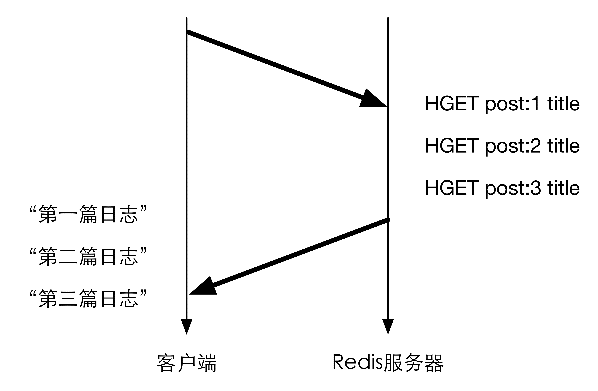 HGET post:1 title
HGET post:2 title
HGET post:3 title
“第一篇日志”
“第二篇日志”
“第三篇日志”
客户端
Redis服务器